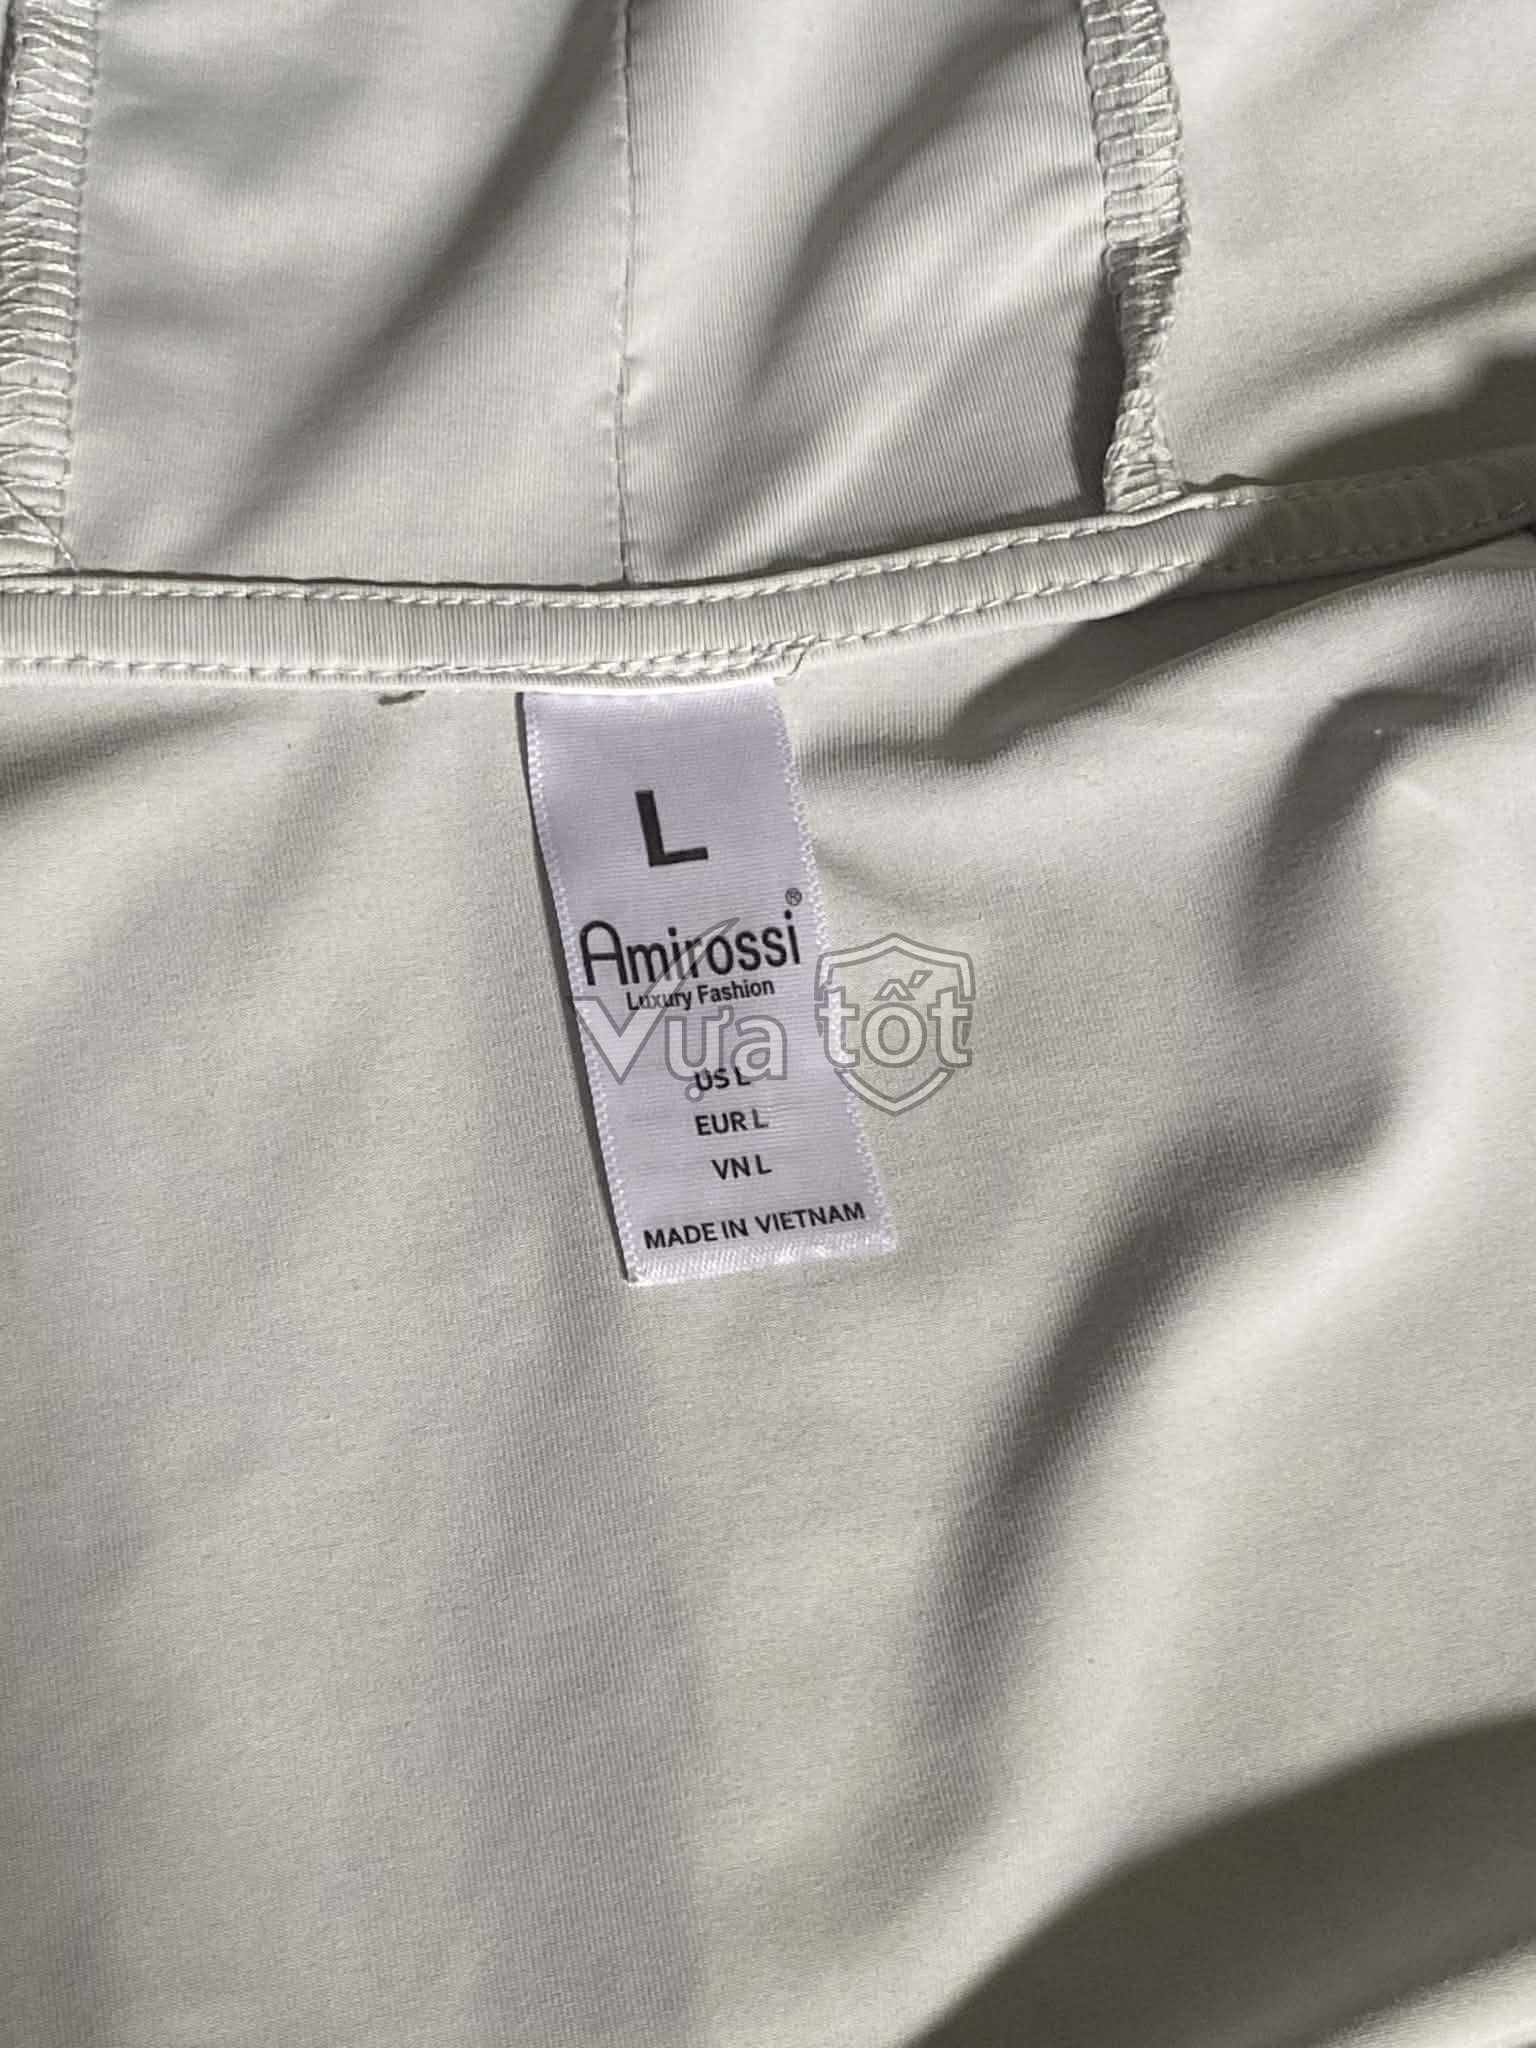 L
Amirossi®
Luxury Fashion
Vựa tốt
US L
EUR L
VN L
MADE IN VIETNAM